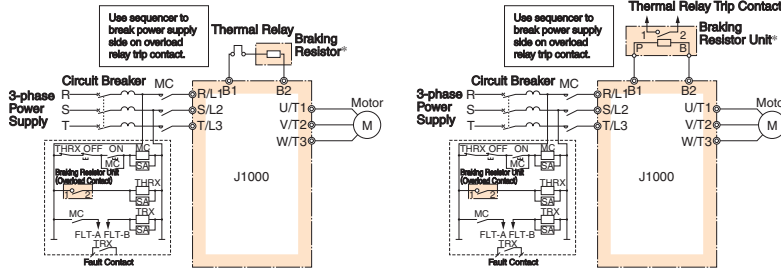 Use sequencer to
break power supply
side on overload
relay trip contact.
Thermal Relay
Braking
Resistor*
B1 B2
Circuit Breaker MC
3-phase
Power
Supply
R R/L1
S S/L2
T T/L3
U/T1
V/T2
W/T3
Motor
M
J1000
THRX OFF ON MC
MC SA
Braking Resistor Unit
(Overload Contact)
1 2 THRX
SA
MC TRX
SA
FLT-A FLT-B
TRX
Fault Contact
Use sequencer to
break power supply
side on overload
relay trip contact.
Thermal Relay Trip Contact
1 2
P B
Braking
Resistor Unit*
B1 B2
Circuit Breaker MC
3-phase
Power
Supply
R R/L1
S S/L2
T T/L3
U/T1
V/T2
W/T3
Motor
M
J1000
THRX OFF ON MC
MC SA
Braking Resistor Unit
(Overload Contact)
1 2 THRX
SA
MC TRX
SA
FLT-A FLT-B
TRX
Fault Contact